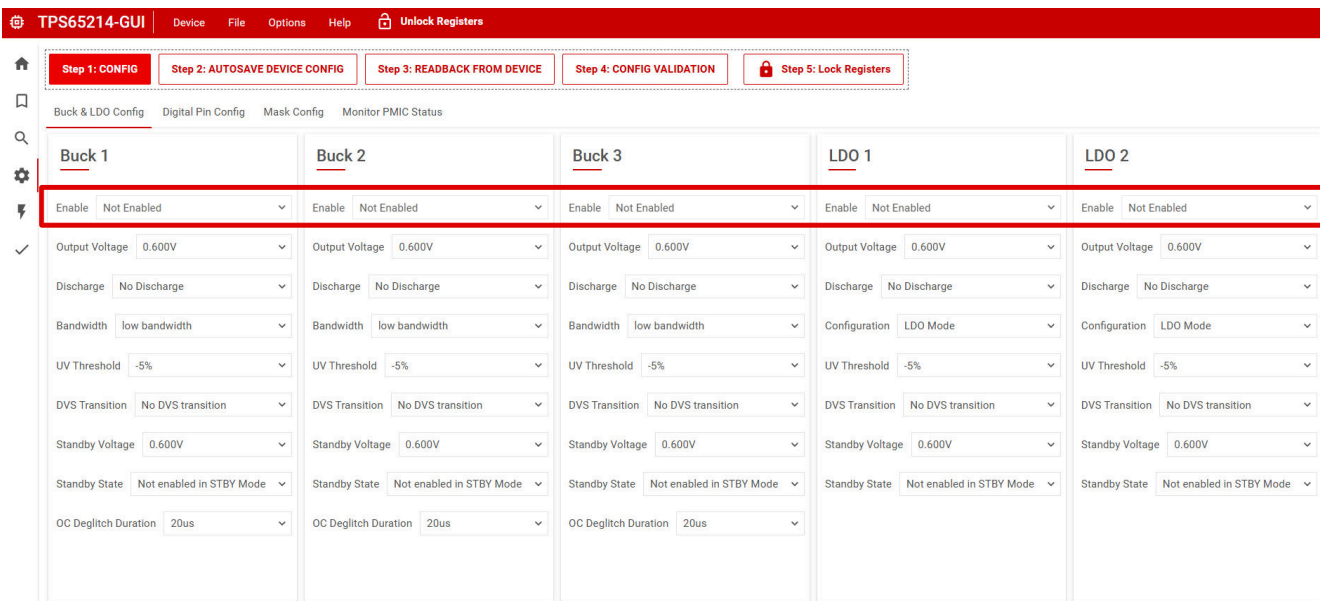 TPS65214-GUI Device File Options Help Unlock Registers
Step 1: CONFIG Step 2: AUTOSAVE DEVICE CONFIG Step 3: READBACK FROM DEVICE Step 4: CONFIG VALIDATION Step 5: Lock Registers
Buck & LDO Config Digital Pin Config Mask Config Monitor PMIC Status
Buck 1 Buck 2 Buck 3 LDO 1 LDO 2
Enable Not Enabled Enable Not Enabled Enable Not Enabled Enable Not Enabled Enable Not Enabled
Output Voltage 0.600V Output Voltage 0.600V Output Voltage 0.600V Output Voltage 0.600V Output Voltage 0.600V
Discharge No Discharge Discharge No Discharge Discharge No Discharge Discharge No Discharge Discharge No Discharge
Bandwidth low bandwidth Bandwidth low bandwidth Bandwidth low bandwidth Configuration LDO Mode Configuration LDO Mode
UV Threshold -5% UV Threshold -5% UV Threshold -5% UV Threshold -5% UV Threshold -5%
DVS Transition No DVS transition DVS Transition No DVS transition DVS Transition No DVS transition DVS Transition No DVS transition DVS Transition No DVS transition
Standby Voltage 0.600V Standby Voltage 0.600V Standby Voltage 0.600V Standby Voltage 0.600V Standby Voltage 0.600V
Standby State Not enabled in STBY Mode Standby State Not enabled in STBY Mode Standby State Not enabled in STBY Mode Standby State Not enabled in STBY Mode Standby State Not enabled in STBY Mode
OC Deglitch Duration 20us OC Deglitch Duration 20us OC Deglitch Duration 20us